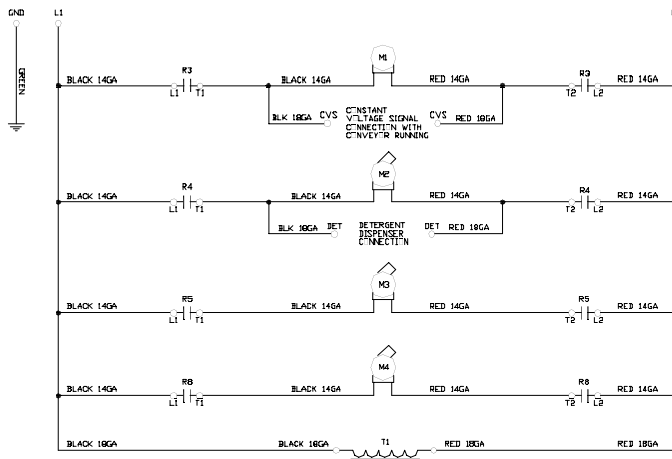 GND L1
GREEN
R3 M1 R3
BLACK 14GA BLACK 14GA RED 14GA RED 14GA
L1 T1 T2 L2
BLK 18GA CVS CONSTANT CVS RED 18GA
VOLTAGE SIGNAL
CONNECTION WITH
CONVEYER RUNNING
R4 M2 R4
BLACK 14GA BLACK 14GA RED 14GA RED 14GA
L1 T1 T2 L2
BLK 18GA DET DETERGENT DET RED 18GA
DISPENSER
CONNECTION
R5 M3 R5
BLACK 14GA BLACK 14GA RED 14GA RED 14GA
L1 T1 T2 L2
R6 M4 R6
BLACK 14GA BLACK 14GA RED 14GA RED 14GA
L1 T1 T2 L2
BLACK 18GA BLACK 18GA T1 RED 18GA RED 18GA